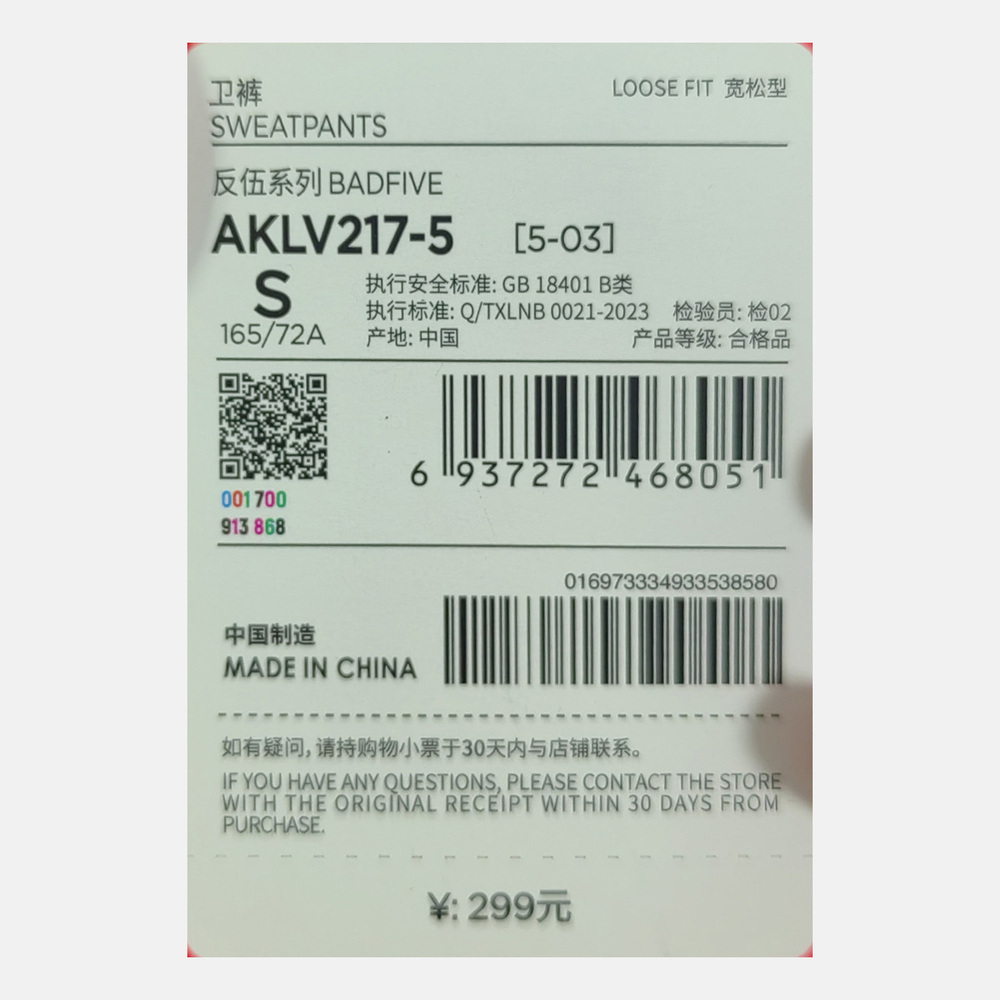 卫裤
LOOSE FIT 宽松型
SWEATPANTS
反伍系列 BADFIVE
AKLV217-5 [5-03]
S
165/72A
执行安全标准: GB 18401 B类
执行标准: Q/TXLNB 0021-2023 检验员: 检02
产地: 中国 产品等级: 合格品
6 937272 468051
001 700
913 868
016973334933538580
中国制造
MADE IN CHINA
如有疑问，请持购物小票于30天内与店铺联系。
IF YOU HAVE ANY QUESTIONS, PLEASE CONTACT THE STORE
WITH THE ORIGINAL RECEIPT WITHIN 30 DAYS FROM
PURCHASE.
¥: 299元